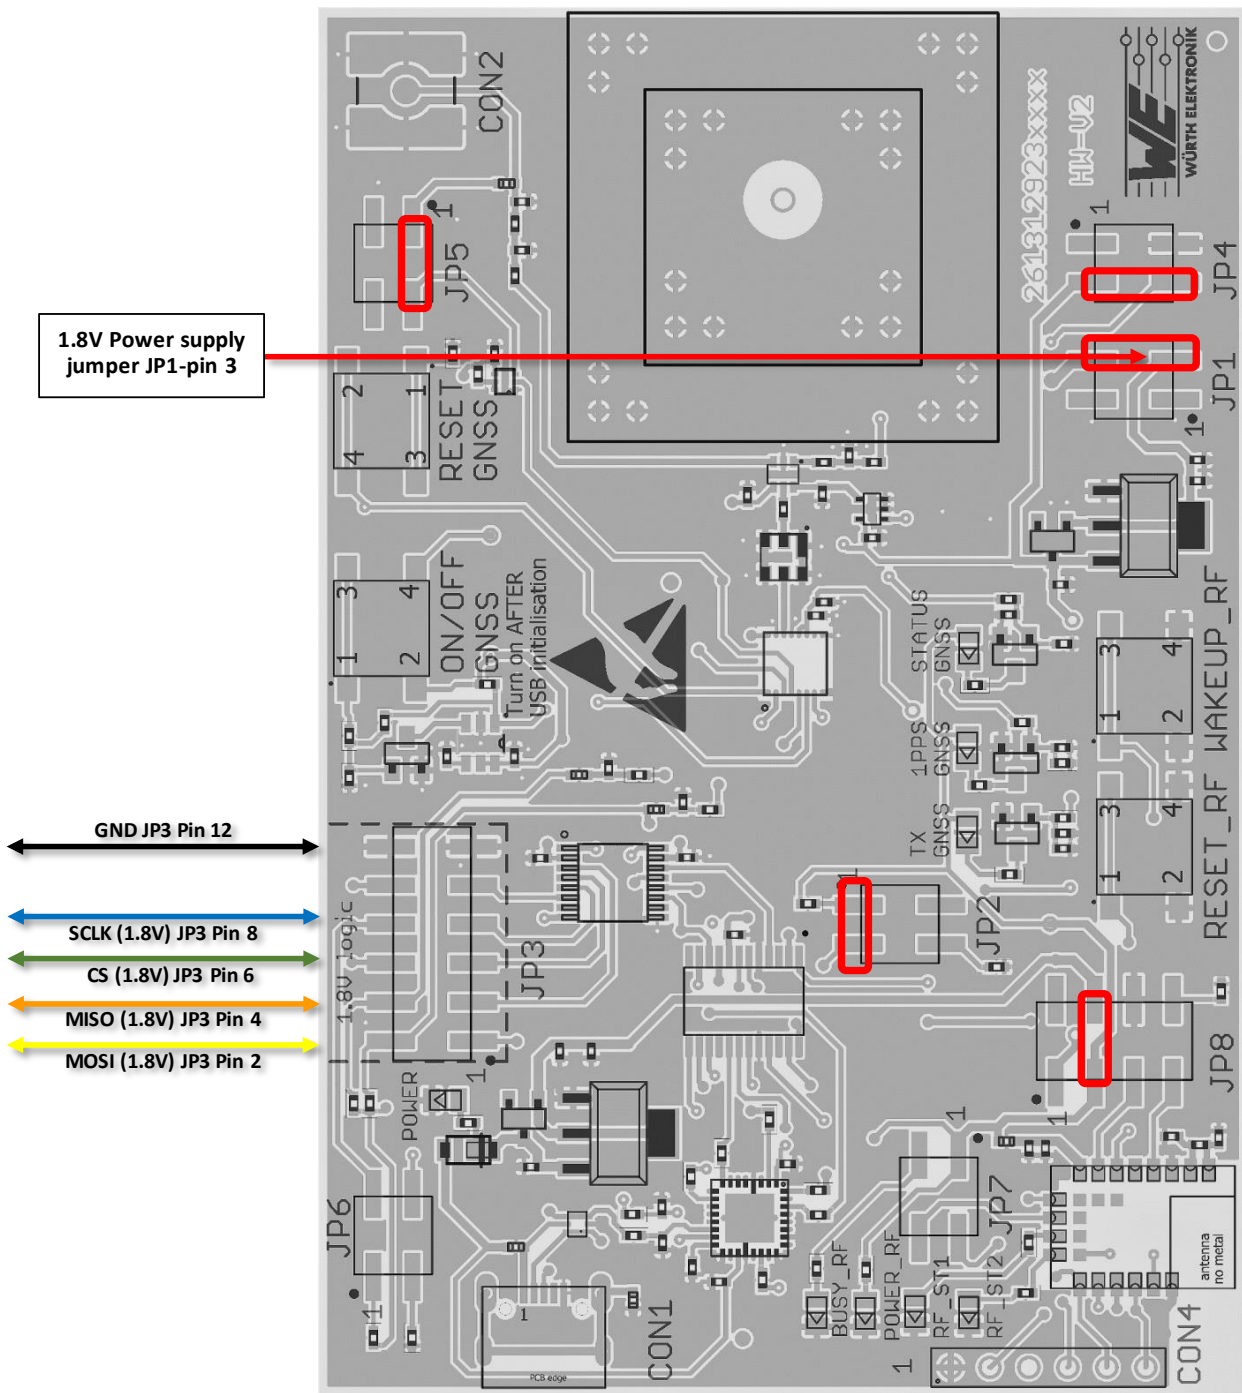 CON2
261312923xxxx
HW-V2
WE
WÜRTH ELEKTRONIK
1
JP5
1
JP4
1.8V Power supply
jumper JP1-pin 3
JP1
1
2
1
4
3
RESET
GNSS
3
4
1
2
ON/OFF
GNSS
Turn on AFTER
USB initialisation
STATUS
GNSS
1PPS
GNSS
TX
GNSS
3
4
1
2
WAKEUP_RF
3
4
1
2
RESET_RF
GND JP3 Pin 12
SCLK (1.8V) JP3 Pin 8
CS (1.8V) JP3 Pin 6
MISO (1.8V) JP3 Pin 4
MOSI (1.8V) JP3 Pin 2
1.8V logic
JP3
1
1
JP2
JP8
1
POWER
JP6
1
1
JP7
antenna
no metal
1
PCB edge
CON1
BUSY_RF
POWER_RF
RF_ST1
RF_ST2
1
CON4